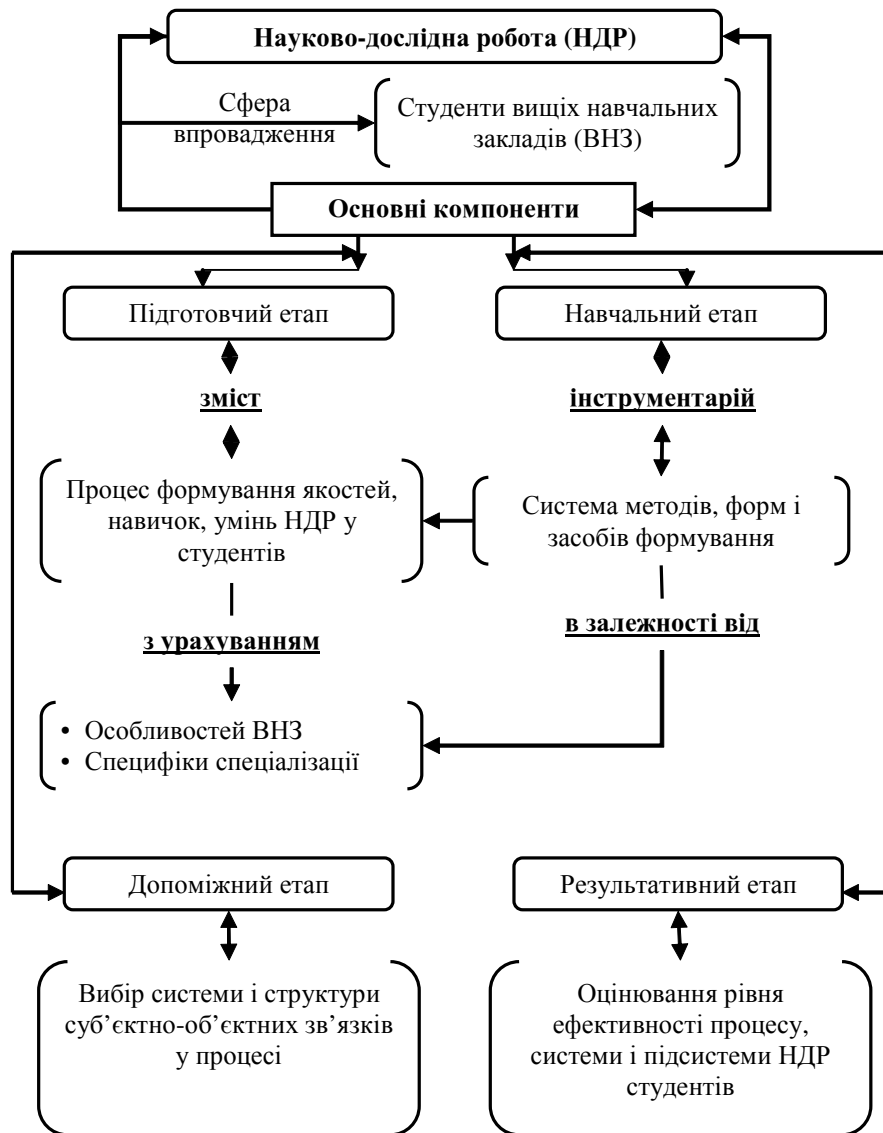 Науково-дослідна робота (НДР)
Сфера
впровадження
Студенти вищіх навчальних
закладів (ВНЗ)
Основні компоненти
Підготовчий етап
Навчальний етап
зміст
інструментарій
Процес формування якостей,
навичок, умінь НДР у
студентів
Система методів, форм і
засобів формування
з урахуванням
в залежності від
• Особливостей ВНЗ
• Специфіки спеціалізації
Допоміжний етап
Результативний етап
Вибір системи і структури
суб’єктно-об’єктних зв’язків
у процесі
Оцінювання рівня
ефективності процесу,
системи і підсистеми НДР
студентів